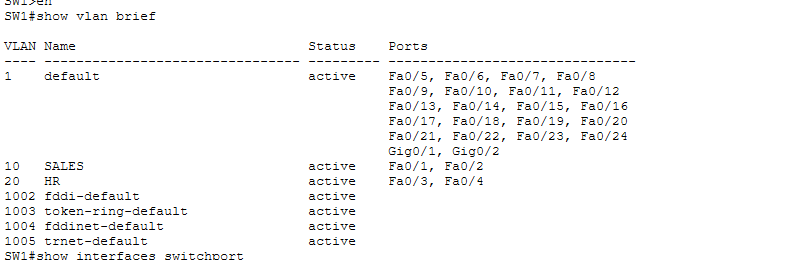 SW1>en
SW1#show vlan brief
VLAN Name                             Status    Ports
---- -------------------------------- --------- -------------------------------
1    default                          active    Fa0/5, Fa0/6, Fa0/7, Fa0/8
                                                Fa0/9, Fa0/10, Fa0/11, Fa0/12
                                                Fa0/13, Fa0/14, Fa0/15, Fa0/16
                                                Fa0/17, Fa0/18, Fa0/19, Fa0/20
                                                Fa0/21, Fa0/22, Fa0/23, Fa0/24
                                                Gig0/1, Gig0/2
10   SALES                            active    Fa0/1, Fa0/2
20   HR                               active    Fa0/3, Fa0/4
1002 fddi-default                     active
1003 token-ring-default               active
1004 fddinet-default                  active
1005 trnet-default                    active
SW1#show interfaces switchport